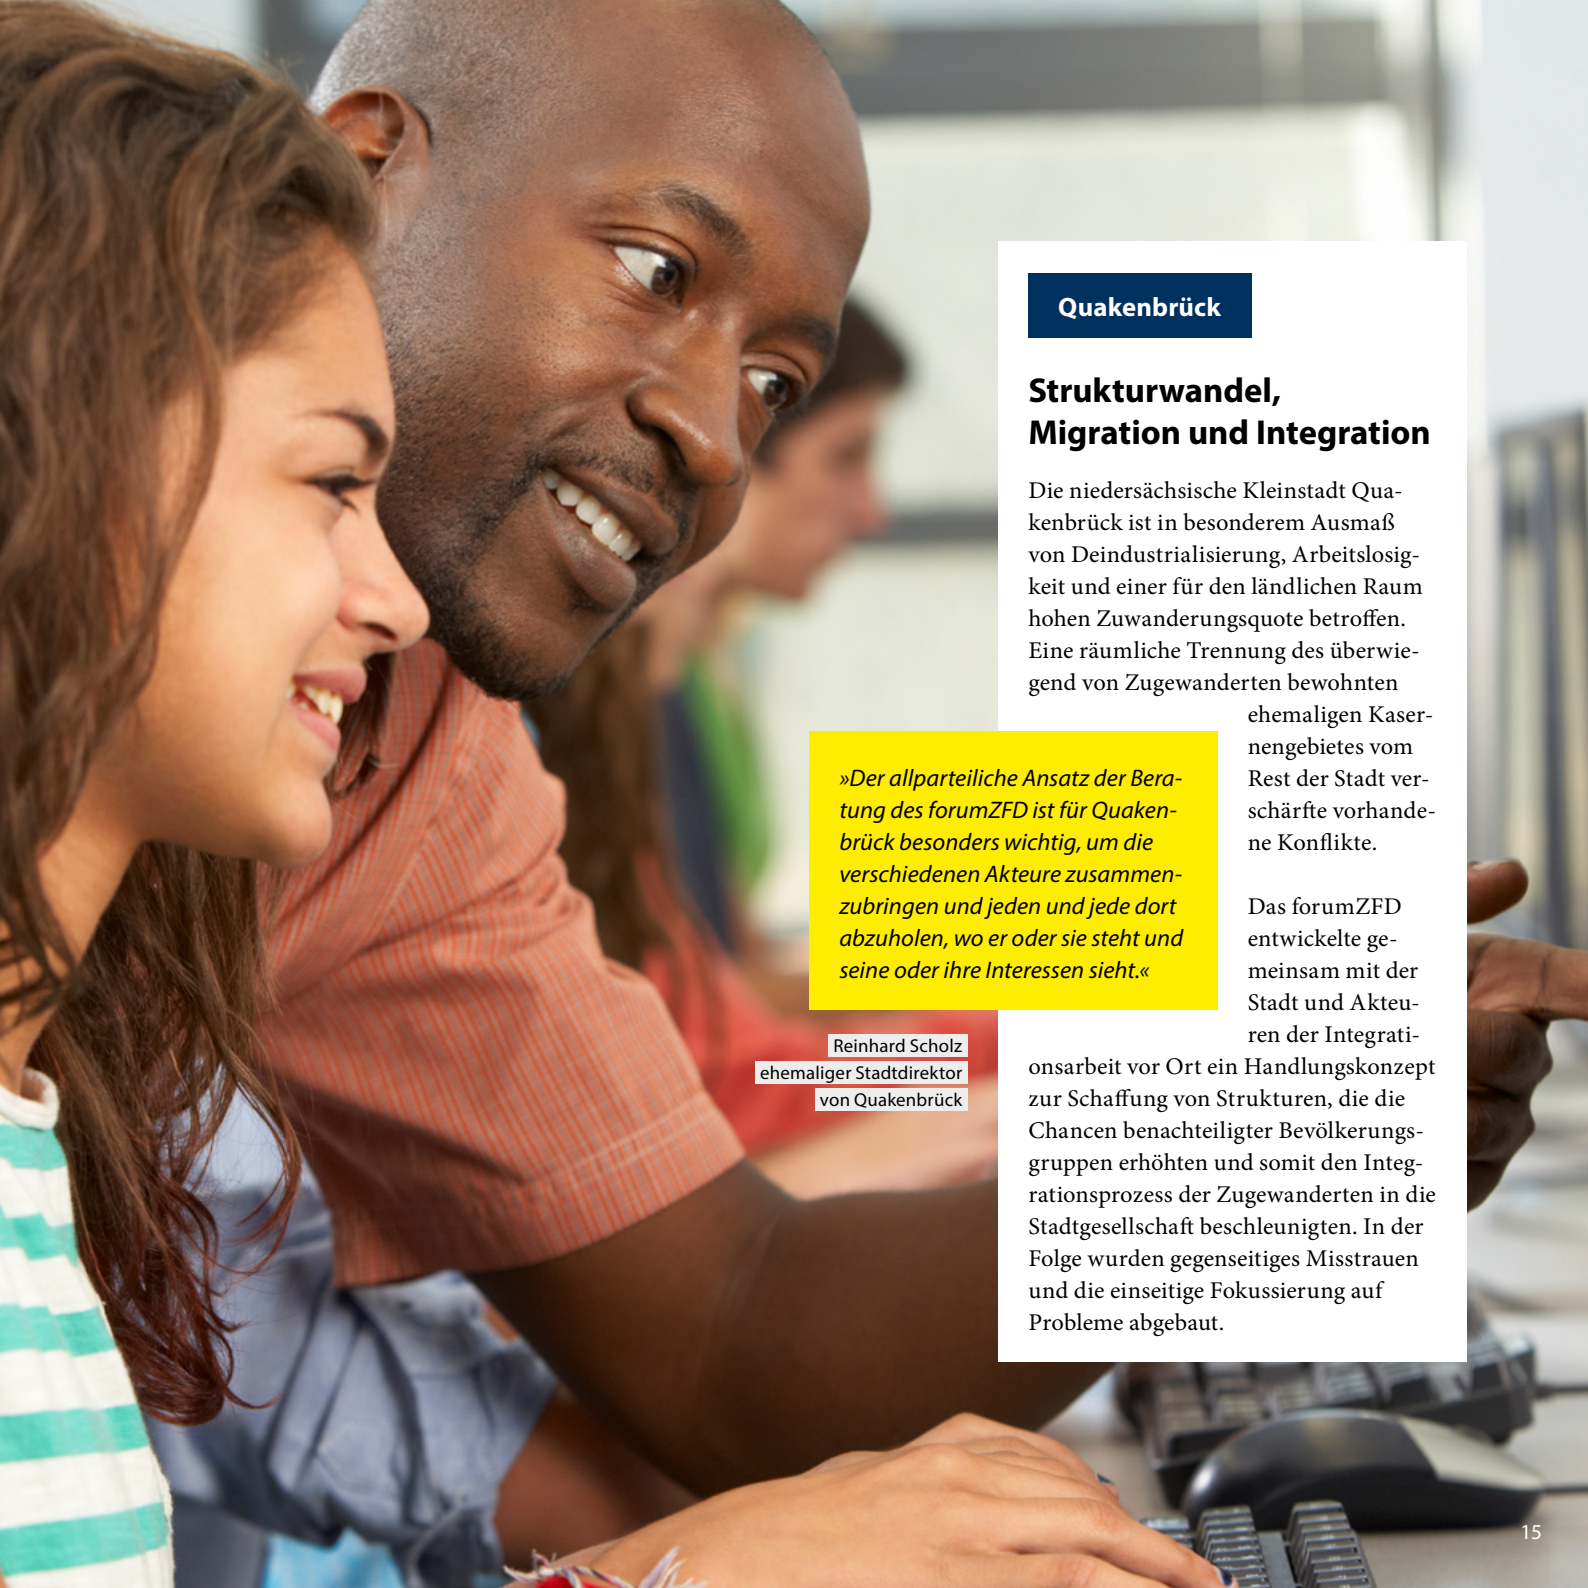 Quakenbrück
Strukturwandel,
Migration und Integration
Die niedersächsische Kleinstadt Qua-
kenbrück ist in besonderem Ausmaß
von Deindustrialisierung, Arbeitslosig-
keit und einer für den ländlichen Raum
hohen Zuwanderungsquote betroffen.
Eine räumliche Trennung des überwie-
gend von Zugewanderten bewohnten
ehemaligen Kaser-
nengebietes vom
Rest der Stadt ver-
schärfte vorhande-
ne Konflikte.
Das forumZFD
entwickelte ge-
meinsam mit der
Stadt und Akteu-
ren der Integrati-
onsarbeit vor Ort ein Handlungskonzept
zur Schaffung von Strukturen, die die
Chancen benachteiligter Bevölkerungs-
gruppen erhöhten und somit den Integ-
rationsprozess der Zugewanderten in die
Stadtgesellschaft beschleunigten. In der
Folge wurden gegenseitiges Misstrauen
und die einseitige Fokussierung auf
Probleme abgebaut.
»Der allparteiliche Ansatz der Bera-
tung des forumZFD ist für Quaken-
brück besonders wichtig, um die
verschiedenen Akteure zusammen-
zubringen und jeden und jede dort
abzuholen, wo er oder sie steht und
seine oder ihre Interessen sieht.«
Reinhard Scholz
ehemaliger Stadtdirektor
von Quakenbrück
15